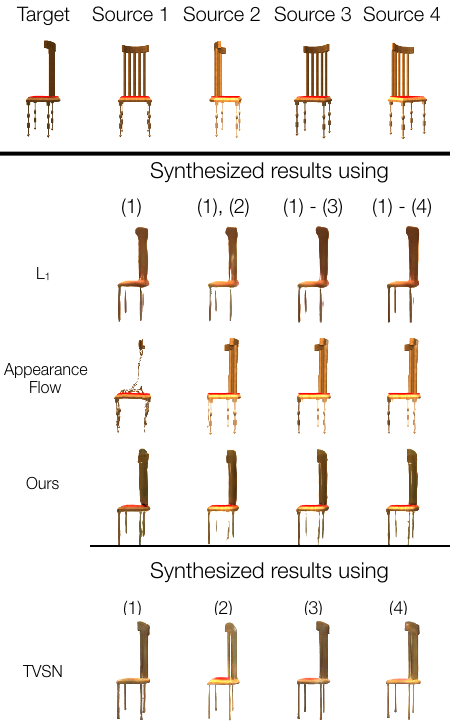 Target Source 1 Source 2 Source 3 Source 4
Synthesized results using
(1) (1), (2) (1) - (3) (1) - (4)
L1
Appearance
Flow
Ours
Synthesized results using
(1) (2) (3) (4)
TVSN